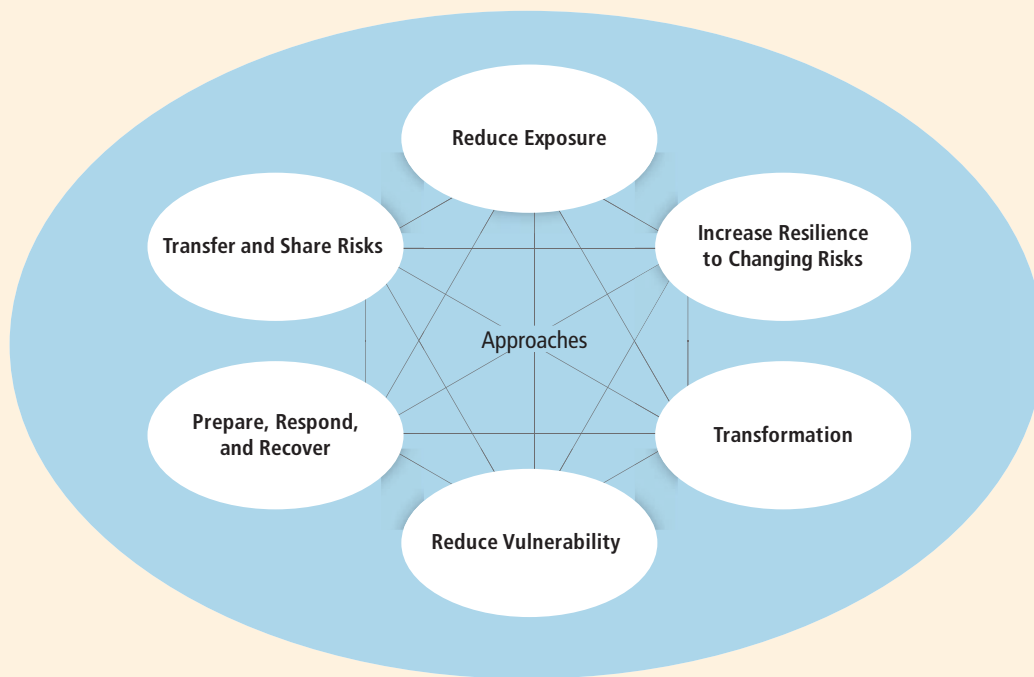 Reduce Exposure
Transfer and Share Risks
Increase Resilience
to Changing Risks
Approaches
Prepare, Respond,
and Recover
Transformation
Reduce Vulnerability